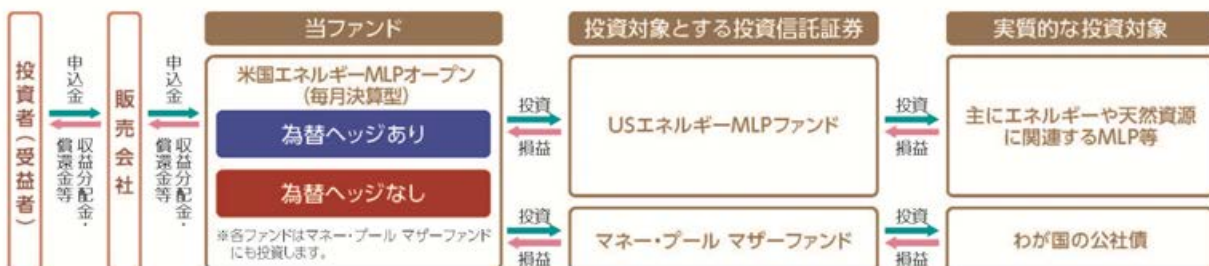 投資者（受益者）
申込金
収益分配金・
償還金等
販売会社
申込金
収益分配金・
償還金等
当ファンド
米国エネルギーMLPオープン
（毎月決算型）
為替ヘッジあり
為替ヘッジなし
※各ファンドはマネー・プール マザーファンド
にも投資します。
投資
損益
投資
損益
投資対象とする投資信託証券
USエネルギーMLPファンド
マネー・プール マザーファンド
投資
損益
投資
損益
実質的な投資対象
主にエネルギーや天然資源
に関連するMLP等
わが国の公社債